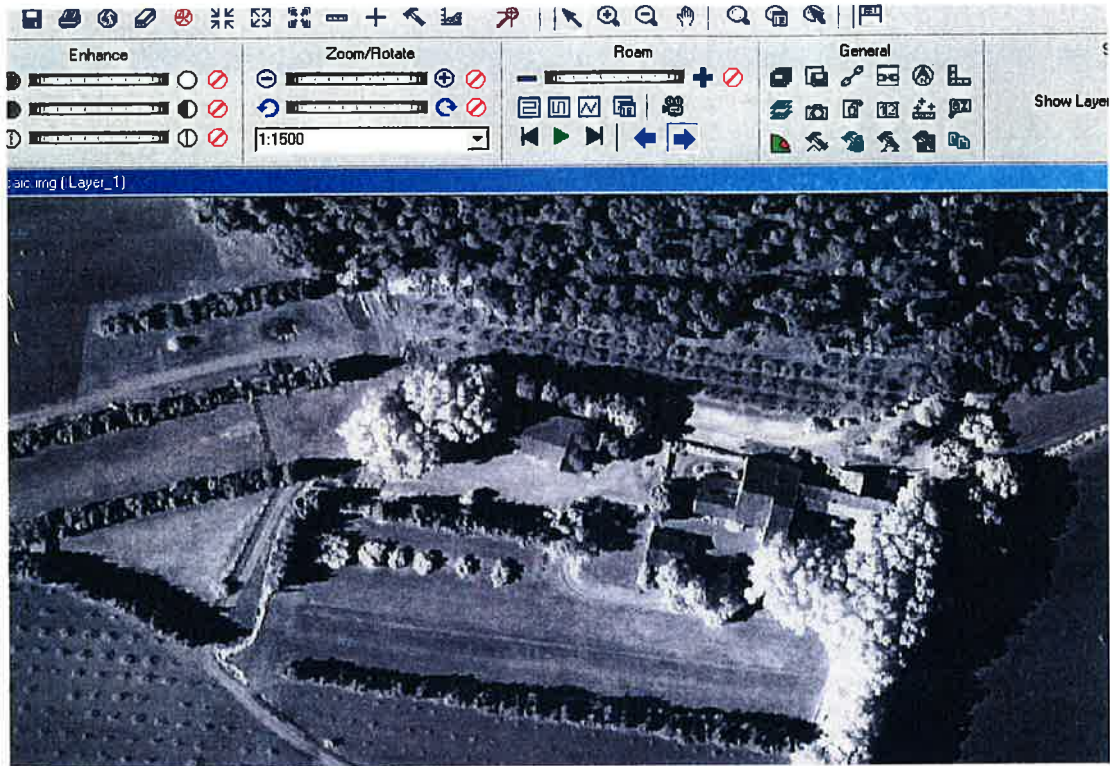 Enhance
Zoom/Rotate
Roam
General
Show Layer
1:1500
(:Layer_1)